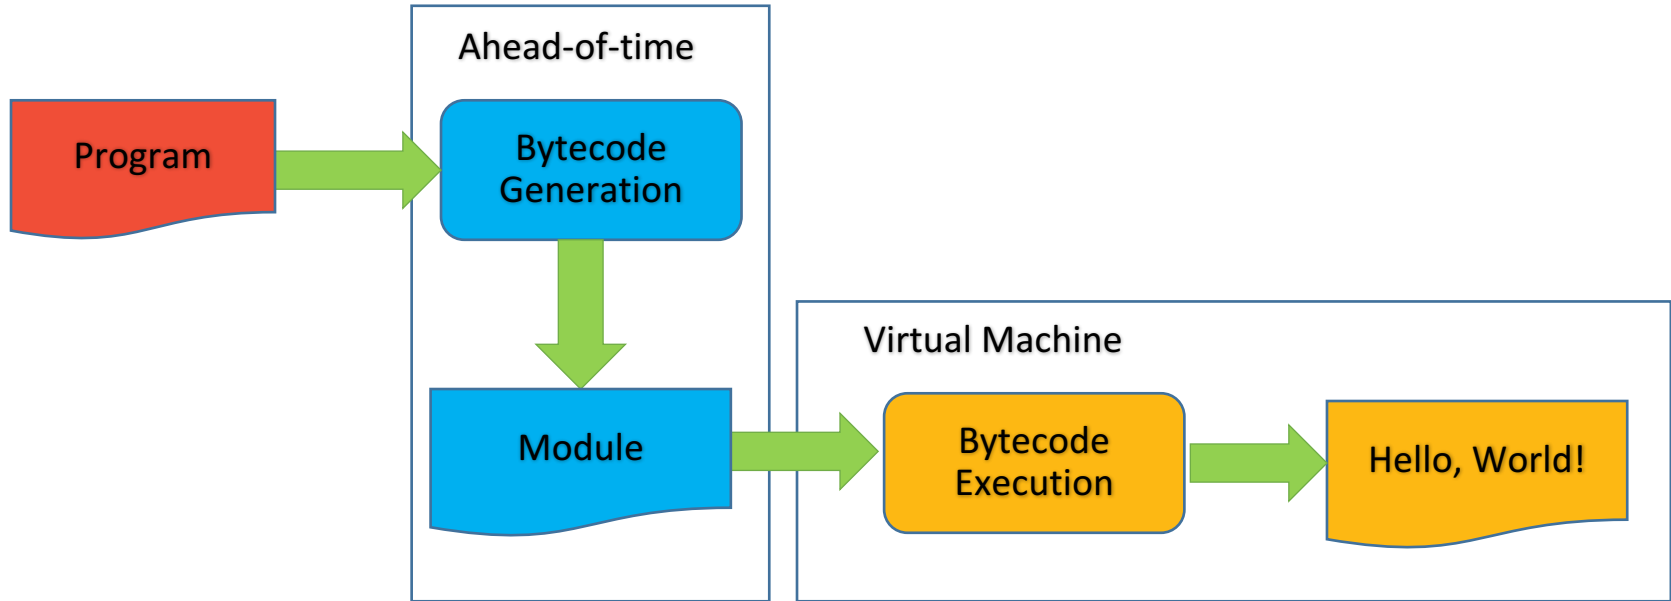 Ahead-of-time
Program
Bytecode
Generation
Module
Virtual Machine
Bytecode
Execution
Hello, World!